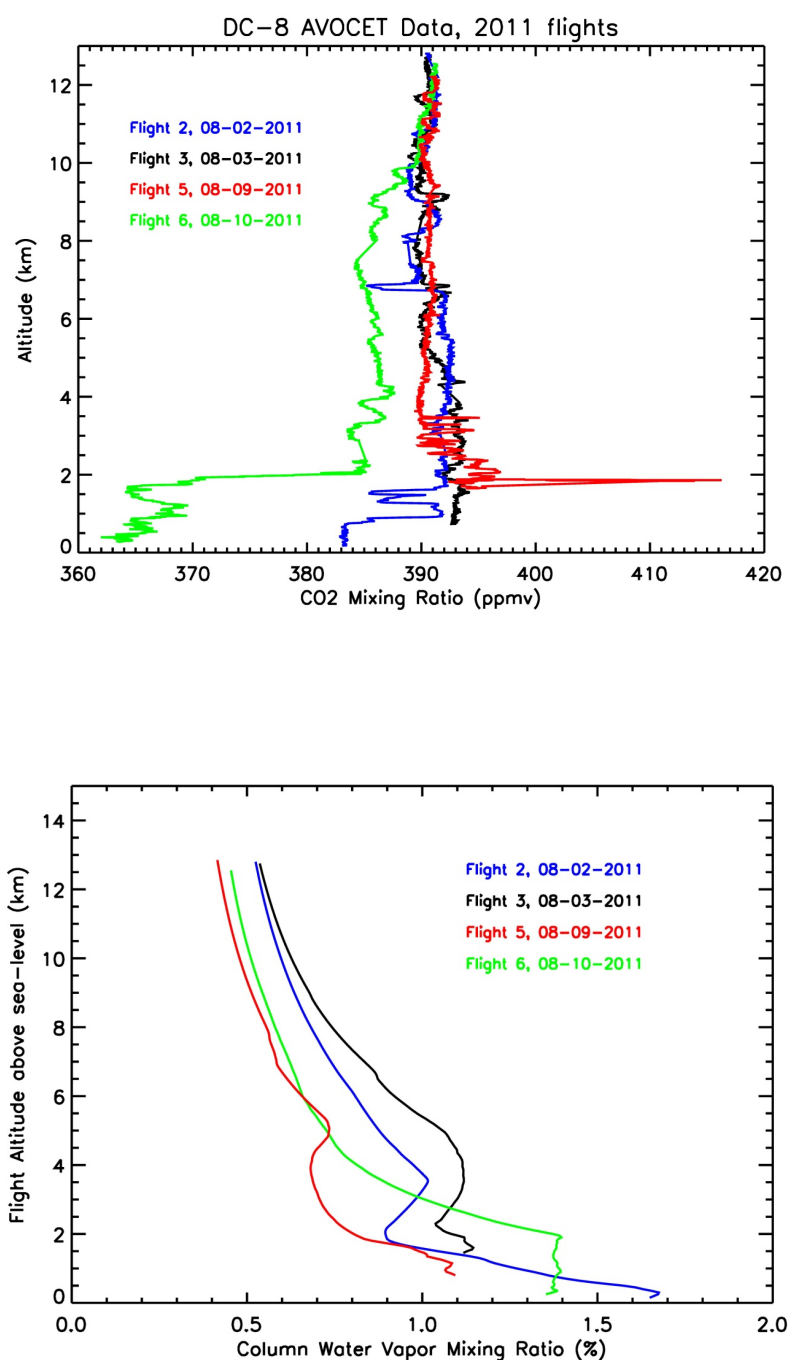 DC-8 AVOCET Data, 2011 flights
12
10
8
6
4
2
0
Altitude (km)
Flight 2, 08-02-2011
Flight 3, 08-03-2011
Flight 5, 08-09-2011
Flight 6, 08-10-2011
360 370 380 390 400 410 420
CO2 Mixing Ratio (ppmv)
14
12
10
8
6
4
2
0
Flight Altitude above sea-level (km)
Flight 2, 08-02-2011
Flight 3, 08-03-2011
Flight 5, 08-09-2011
Flight 6, 08-10-2011
0.0 0.5 1.0 1.5 2.0
Column Water Vapor Mixing Ratio (%)